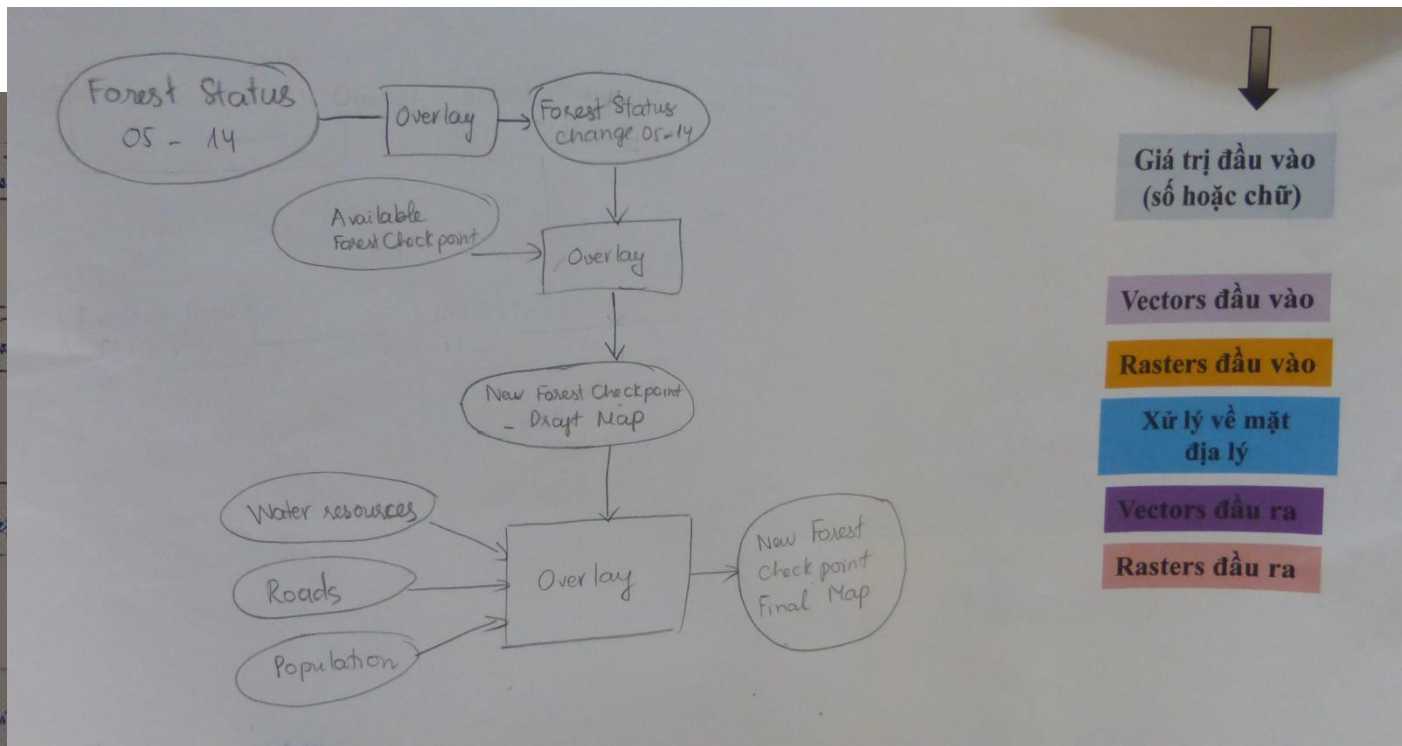 Forest Status
05 - 14
Overlay
Forest Status
change 05-14
Available
Forest Checkpoint
Overlay
New Forest Checkpoint
- Draft Map
Water resources
Roads
Population
Overlay
New Forest
Checkpoint
Final Map
Giá trị đầu vào
(số hoặc chữ)
Vectors đầu vào
Rasters đầu vào
Xử lý về mặt
địa lý
Vectors đầu ra
Rasters đầu ra